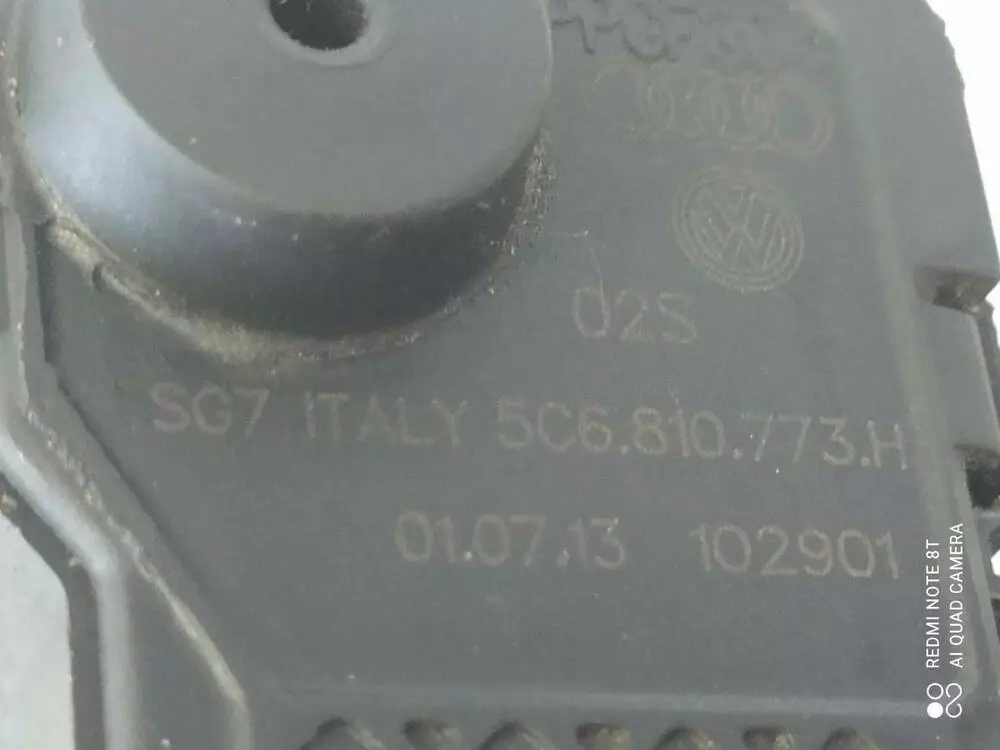 02S
SG7 ITALY 5C6.810.773.H
01.07.13 102901
REDMI NOTE 8T
AI QUAD CAMERA